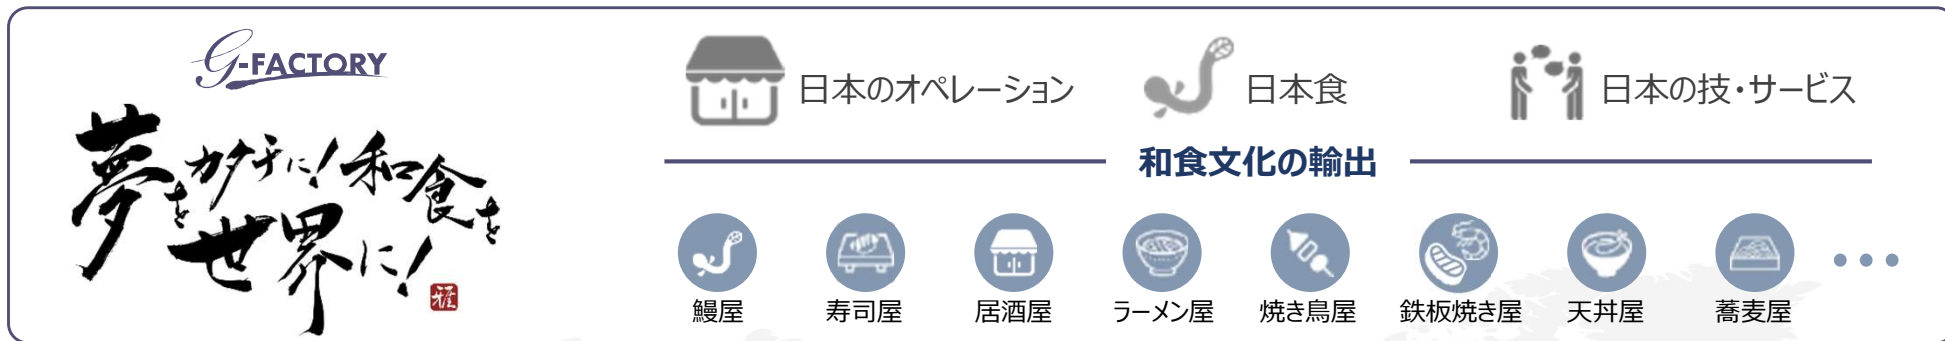 G-FACTORY
夢をカタチに!和食を
世界に!
日本のオペレーション
日本食
日本の技・サービス
和食文化の輸出
鰻屋
寿司屋
居酒屋
ラーメン屋
焼き鳥屋
鉄板焼き屋
天丼屋
蕎麦屋